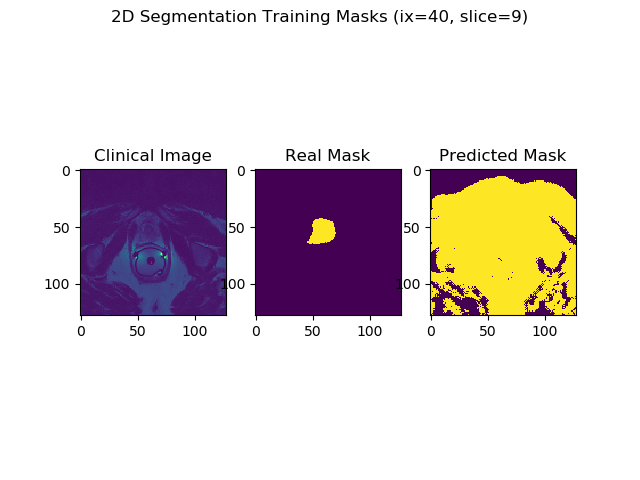 2D Segmentation Training Masks (ix=40, slice=9)
Clinical Image Real Mask Predicted Mask
0 0 0
50 50 50
100 100 100
0 50 100 0 50 100 0 50 100